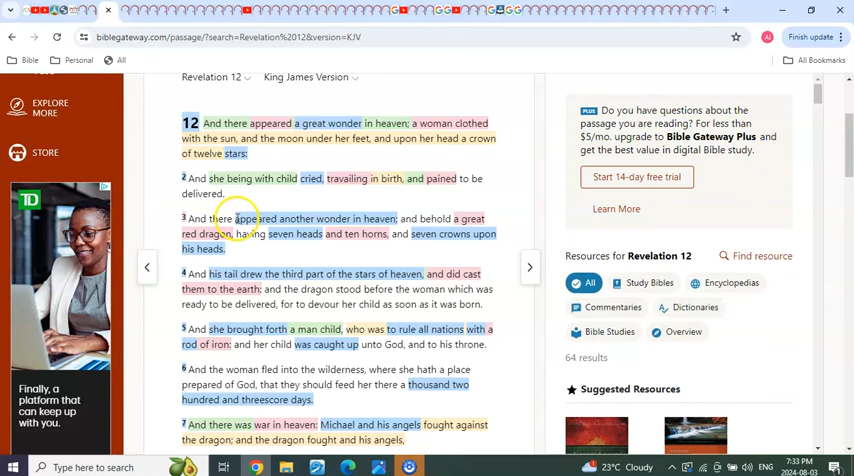 biblegateway.com/passage/?search=Revelation%2012&version=KJV
AI
Finish update
Bible
Personal
All
All Bookmarks
Revelation 12
King James Version
EXPLORE
MORE
STORE
TD
Finally, a
platform that
can keep up
with you.
12 And there appeared a great wonder in heaven; a woman clothed
with the sun, and the moon under her feet, and upon her head a crown
of twelve stars:
2 And she being with child cried, travailing in birth, and pained to be
delivered.
3 And there appeared another wonder in heaven; and behold a great
red dragon, having seven heads and ten horns, and seven crowns upon
his heads.
4 And his tail drew the third part of the stars of heaven, and did cast
them to the earth: and the dragon stood before the woman which was
ready to be delivered, for to devour her child as soon as it was born.
5 And she brought forth a man child, who was to rule all nations with a
rod of iron: and her child was caught up unto God, and to his throne.
6 And the woman fled into the wilderness, where she hath a place
prepared of God, that they should feed her there a thousand two
hundred and threescore days.
7 And there was war in heaven: Michael and his angels fought against
the dragon; and the dragon fought and his angels,
PLUS Do you have questions about the
passage you are reading? For less than
$5/mo. upgrade to Bible Gateway Plus and
get the best value in digital Bible study.
Start 14-day free trial
Learn More
Resources for Revelation 12
Find resource
All
Study Bibles
Encyclopedias
Commentaries
Dictionaries
Bible Studies
Overview
64 results
Suggested Resources
Type here to search
23°C Cloudy
ENG
7:33 PM
2024-08-03